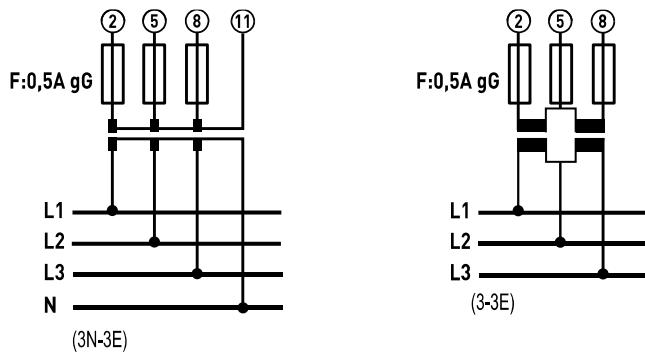 2 5 8 11
F:0,5A gG
L1
L2
L3
N
(3N-3E)
2 5 8
F:0,5A gG
L1
L2
L3
(3-3E)